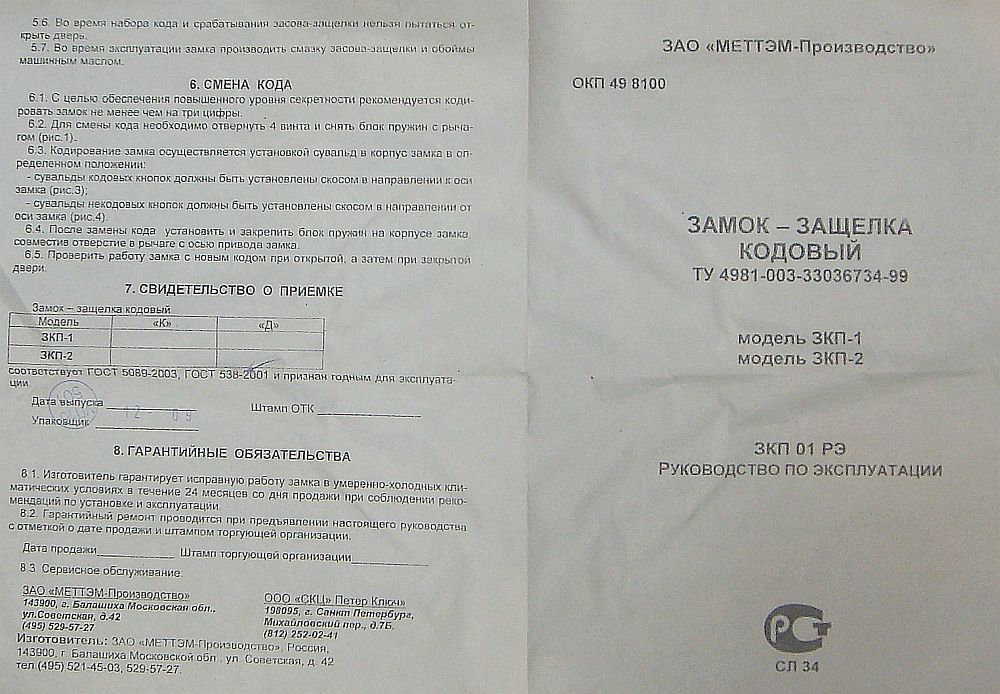 5.6. Во время набора кода и срабатывания засова-защелки нельзя пытаться от-
крыть дверь.
5.7. Во время эксплуатации замка производить смазку засова-защелки и обоймы
машинным маслом.
6. СМЕНА КОДА
6.1. С целью обеспечения повышенного уровня секретности рекомендуется коди-
ровать замок не менее чем на три цифры.
6.2. Для смены кода необходимо отвернуть 4 винта и снять блок пружин с рыча-
гом (рис.1).
6.3. Кодирование замка осуществляется установкой сувальд в корпус замка в оп-
ределенном положении:
- сувальды кодовых кнопок должны быть установлены скосом в направлении к оси
замка (рис.3);
- сувальды некодовых кнопок должны быть установлены скосом в направлении от
оси замка (рис.4).
6.4. После замены кода установить и закрепить блок пружин на корпусе замка,
совместив отверстие в рычаге с осью привода замка.
6.5. Проверить работу замка с новым кодом при открытой, а затем при закрытой
двери.
7. СВИДЕТЕЛЬСТВО О ПРИЕМКЕ
Замок – защелка кодовый
Модель «К» «Д»
ЗКП-1
ЗКП-2
соответствует ГОСТ 5089-2003, ГОСТ 538-2001 и признан годным для эксплуата-
ции.
Дата выпуска 12 - 09 Штамп ОТК
Упаковщик
8. ГАРАНТИЙНЫЕ ОБЯЗАТЕЛЬСТВА
8.1. Изготовитель гарантирует исправную работу замка в умеренно-холодных кли-
матических условиях в течение 24 месяцев со дня продажи при соблюдении реко-
мендаций по установке и эксплуатации.
8.2. Гарантийный ремонт проводится при предъявлении настоящего руководства
с отметкой о дате продажи и штампом торгующей организации.
Дата продажи Штамп торгующей организации
8.3. Сервисное обслуживание:
ЗАО «МЕТТЭМ-Производство»
143900, г. Балашиха Московской обл.,
ул.Советская, д.42
(495) 529-57-27
ООО «СКЦ» Петер Ключ»
198095, г. Санкт Петербург,
Михайловский пер., д.7Б.
(812) 252-02-41
Изготовитель: ЗАО «МЕТТЭМ-Производство», Россия,
143900, г. Балашиха Московской обл., ул. Советская, д. 42
тел (495) 521-45-03, 529-57-27.
ЗАО «МЕТТЭМ-Производство»
ОКП 49 8100
ЗАМОК – ЗАЩЕЛКА
КОДОВЫЙ
ТУ 4981-003-33036734-99
модель ЗКП-1
модель ЗКП-2
ЗКП 01 РЭ
РУКОВОДСТВО ПО ЭКСПЛУАТАЦИИ
РСТ
СЛ 34